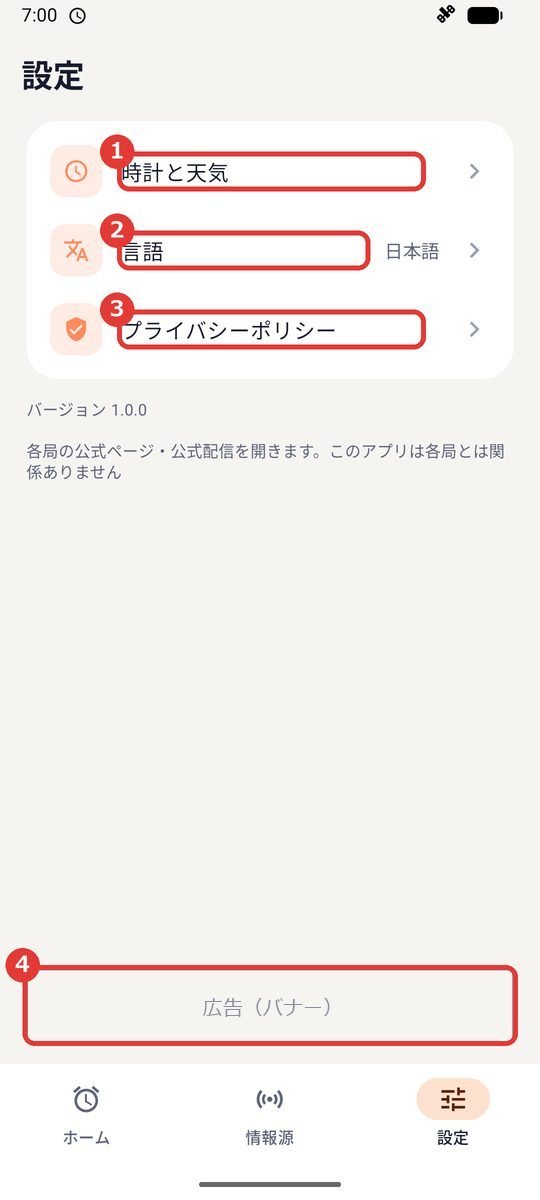 7:00
設定
1
時計と天気
2
言語
日本語
3
プライバシーポリシー
バージョン 1.0.0
各局の公式ページ・公式配信を開きます。このアプリは各局とは関
係ありません
4
広告（バナー）
ホーム
情報源
設定